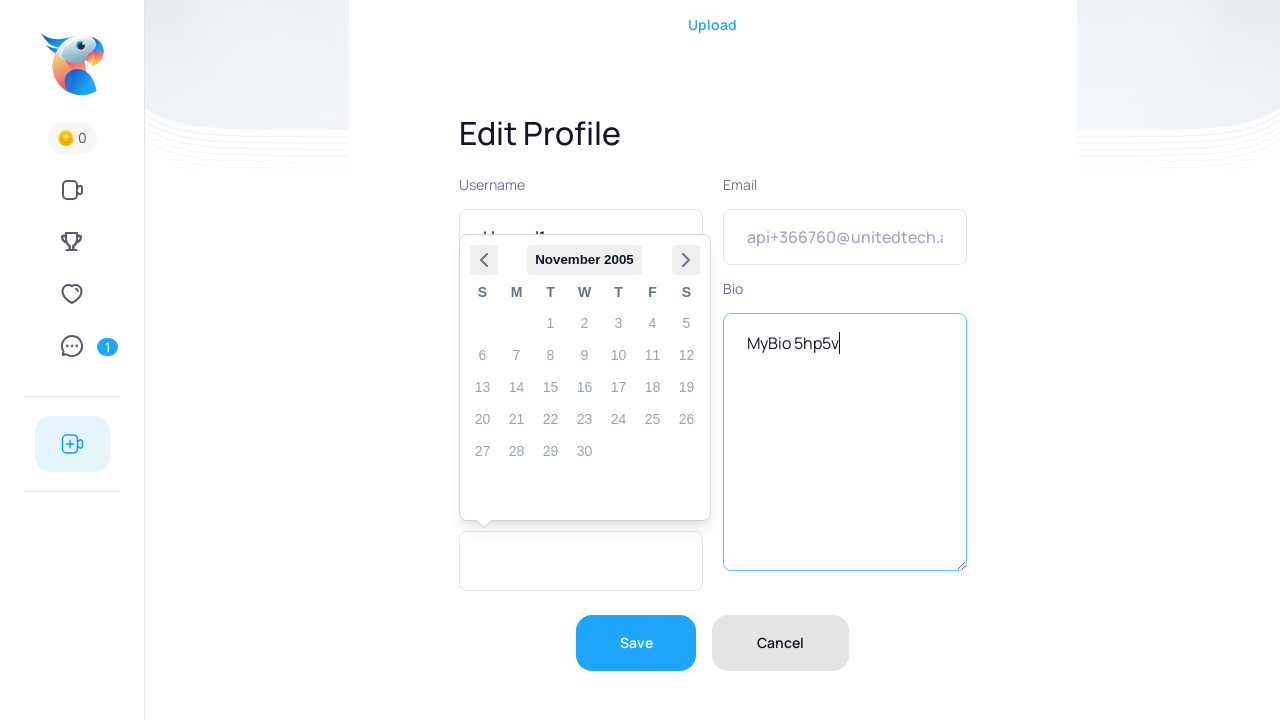 Upload
0
Edit Profile
Username
Email
api+366760@unitedtech.a
November 2005
S M T W T F S
1 2 3 4 5
6 7 8 9 10 11 12
13 14 15 16 17 18 19
20 21 22 23 24 25 26
27 28 29 30
Bio
MyBio 5hp5v
1
Save
Cancel